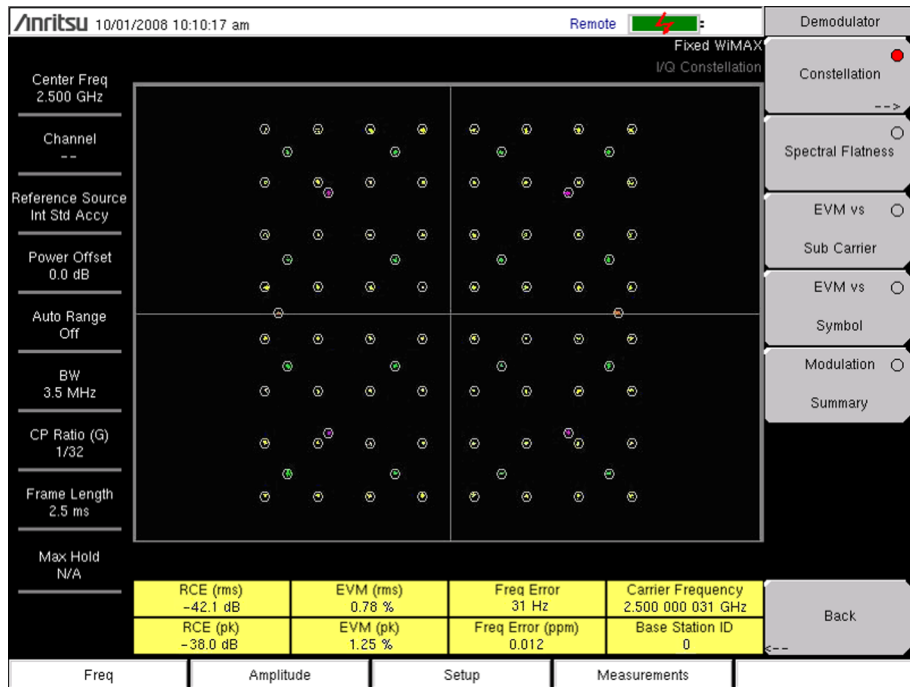 Anritsu 10/01/2008 10:10:17 am
Remote
Demodulator
Fixed WiMAX
I/Q Constellation
Center Freq
2.500 GHz
Channel
--
Reference Source
Int Std Accy
Power Offset
0.0 dB
Auto Range
Off
BW
3.5 MHz
CP Ratio (G)
1/32
Frame Length
2.5 ms
Max Hold
N/A
Constellation
-->
Spectral Flatness
EVM vs
Sub Carrier
EVM vs
Symbol
Modulation
Summary
Back
<--
RCE (rms)
-42.1 dB
EVM (rms)
0.78 %
Freq Error
31 Hz
Carrier Frequency
2.500 000 031 GHz
RCE (pk)
-38.0 dB
EVM (pk)
1.25 %
Freq Error (ppm)
0.012
Base Station ID
0
Freq
Amplitude
Setup
Measurements